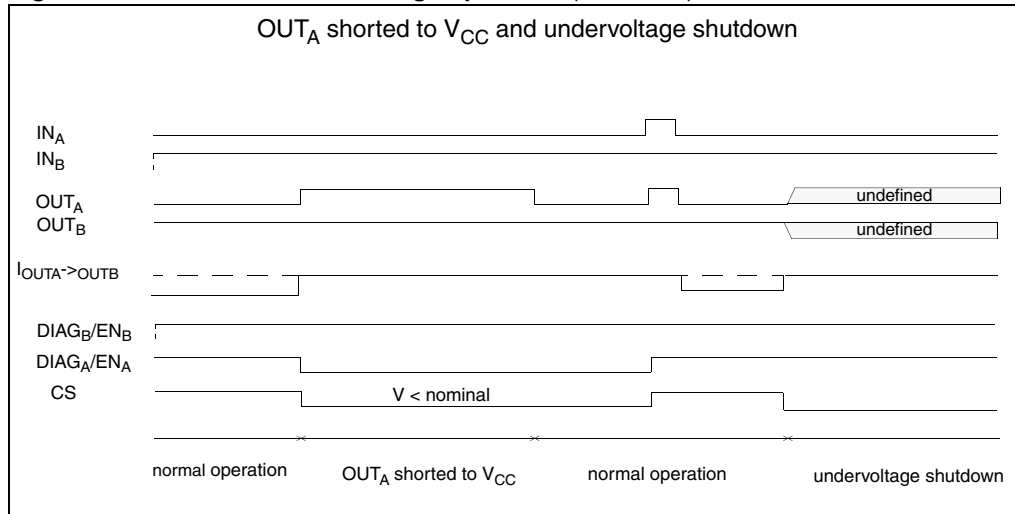 OUTA shorted to VCC and undervoltage shutdown
INA
INB
OUTA
undefined
OUTB
undefined
IOUTA->OUTB
DIAGB/ENB
DIAGA/ENA
CS
V < nominal
normal operation
OUTA shorted to VCC
normal operation
undervoltage shutdown